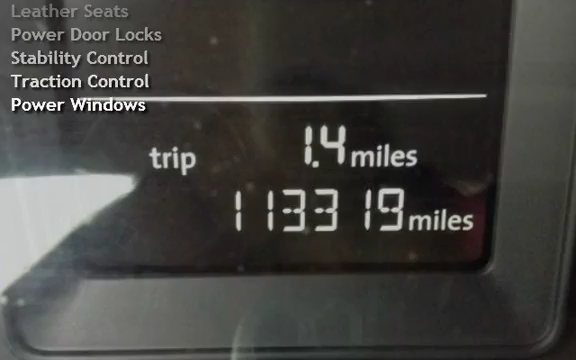 Leather Seats
Power Door Locks
Stability Control
Traction Control
Power Windows
trip 1.4 miles
113319 miles